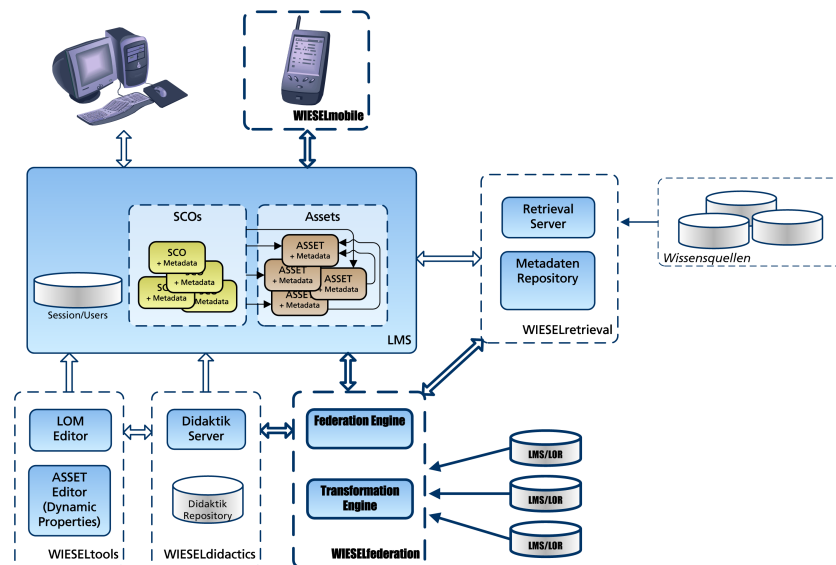 WIESELmobile
SCOs
Assets
SCO
+ Metadata
SC
+ Metadata
+ Metadata
ASSET
+ Metadata
ASSET
+ Metadata
ASSET
+ Metadata
ASSET
+ Metadata
Session/Users
LMS
Retrieval
Server
Metadaten
Repository
WIESELretrieval
Wissensquellen
LOM
Editor
ASSET
Editor
(Dynamic
Properties)
WIESELtools
Didaktik
Server
Didaktik
Repository
WIESELdidactics
Federation Engine
Transformation
Engine
WIESELfederation
LMS/LOR
LMS/LOR
LMS/LOR